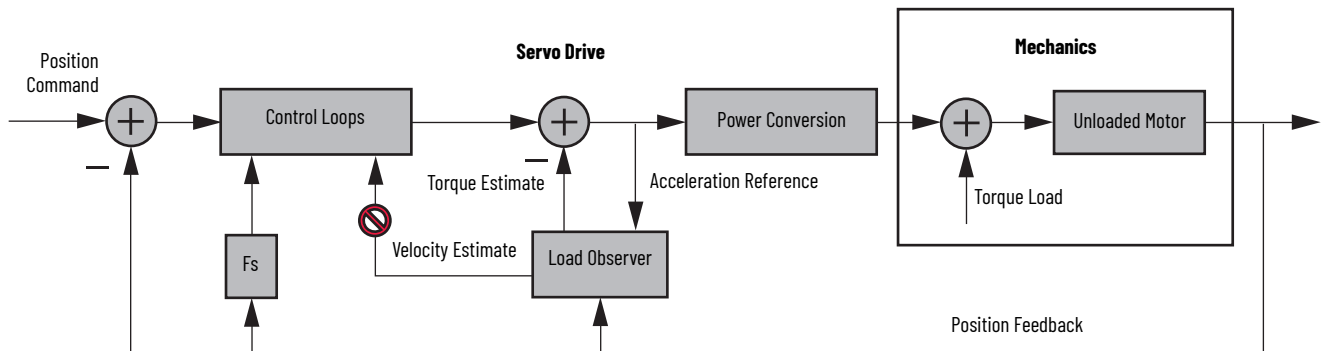 Servo Drive
Mechanics
Position
Command
+
Control Loops
+
Power Conversion
+
Unloaded Motor
−
−
Torque Estimate
Acceleration Reference
Torque Load
Velocity Estimate
Fs
Load Observer
Position Feedback